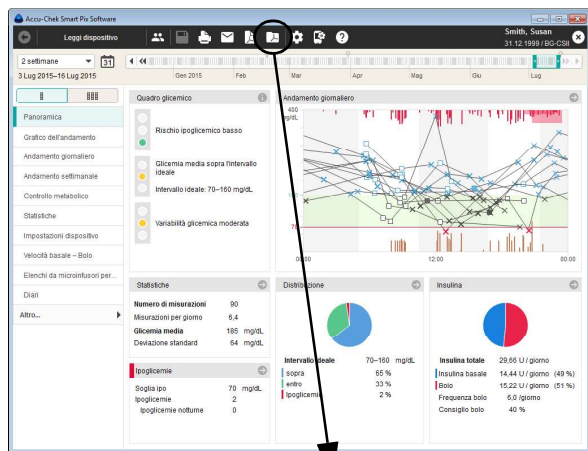 Accu-Chek Smart Pix Software
Leggi dispositivo
Smith, Susan
31.12.1999 / BG-CSII
2 settimane
31
3 Lug 2015–16 Lug 2015
Gen 2015 Feb Mar Apr Mag Giu Lug
Panoramica
Grafico dell'andamento
Andamento giornaliero
Andamento settimanale
Controllo metabolico
Statistiche
Impostazioni dispositivo
Velocità basale – Bolo
Elenchi da microinfusori per...
Diari
Altro...
Quadro glicemico
Rischio ipoglicemico basso
Glicemia media sopra l'intervallo
ideale
Intervallo ideale: 70–160 mg/dL
Variabilità glicemica moderata
Andamento giornaliero
400
mg/dL
70
00:00 12:00 00:00
Statistiche
Numero di misurazioni 90
Misurazioni per giorno 6,4
Glicemia media 185 mg/dL
Deviazione standard 64 mg/dL
Ipoglicemie
Soglia ipo 70 mg/dL
Ipoglicemie 2
Ipoglicemie notturne 0
Distribuzione
Intervallo ideale 70–160 mg/dL
sopra 65 %
entro 33 %
Ipoglicemie 2 %
Insulina
Insulina totale 29,66 U / giorno
Insulina basale 14,44 U / giorno (49 %)
Bolo 15,22 U / giorno (51 %)
Frequenza bolo 6,0 /giorno
Consiglio bolo 40 %